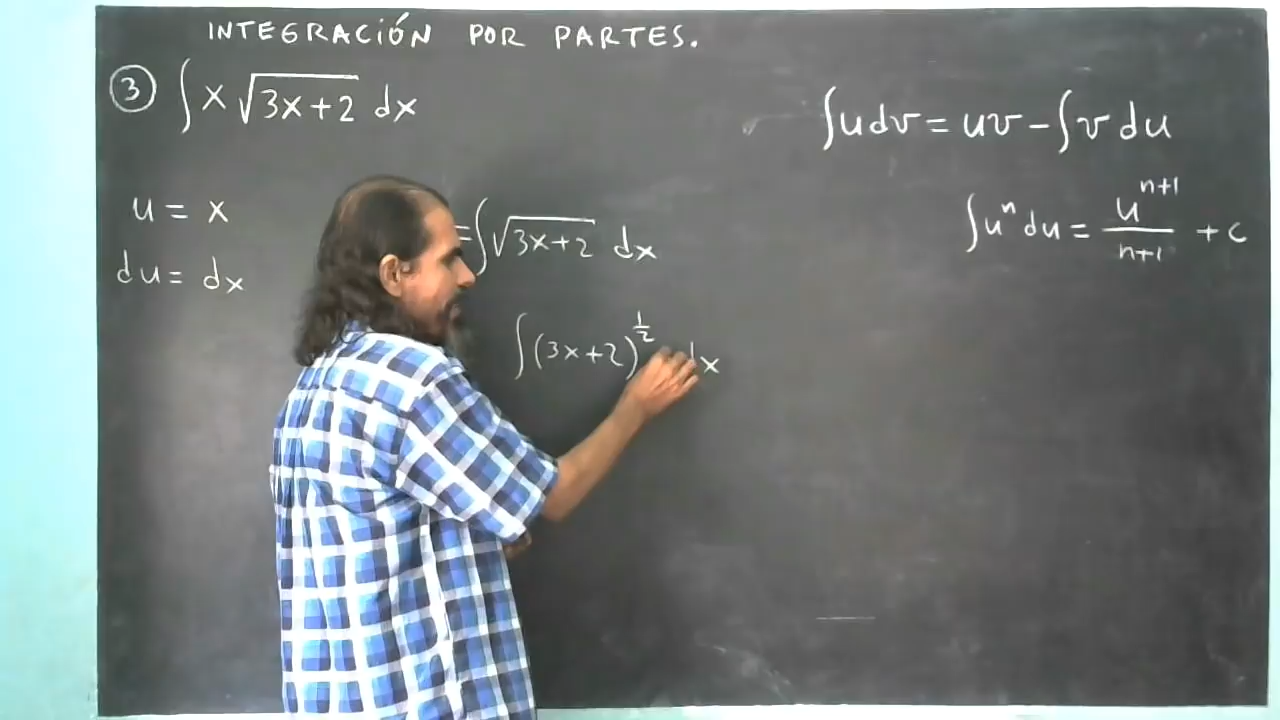 INTEGRACIÓN POR PARTES.
③ ∫ x √(3x+2) dx
∫u dv = uv − ∫v du
u = x
= ∫√(3x+2) dx
∫uⁿ du = uⁿ⁺¹/(n+1) + c
du = dx
∫(3x+2)^(1/2) dx